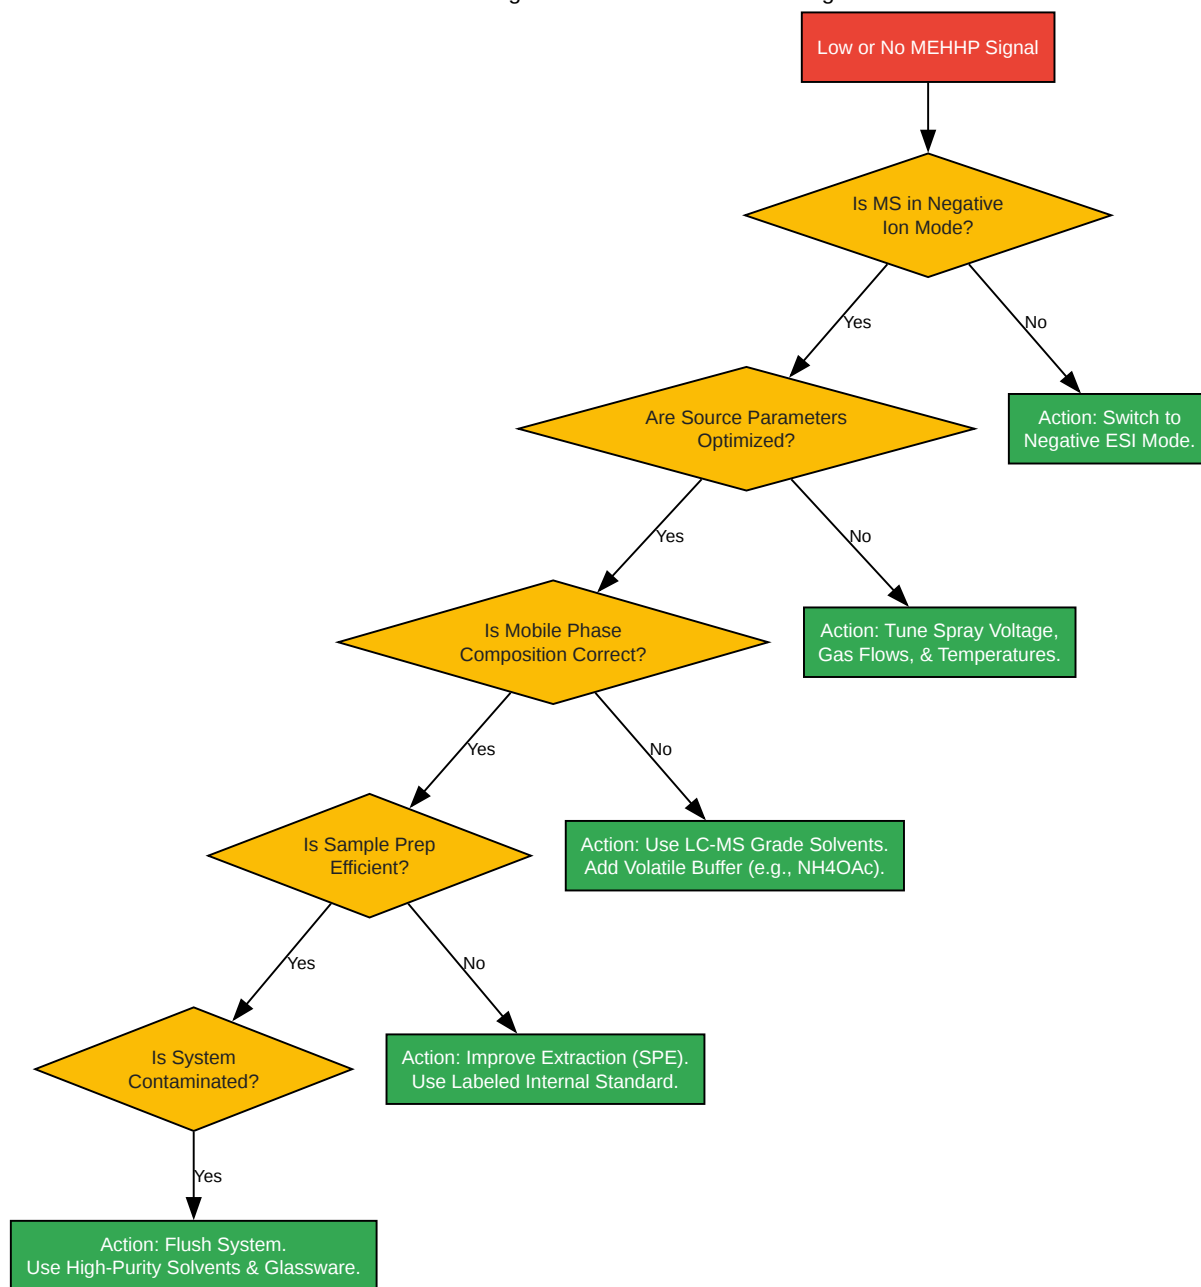 Low or No MEHHP Signal
Is MS in Negative
Ion Mode?
Yes
No
Are Source Parameters
Optimized?
Action: Switch to
Negative ESI Mode.
Yes
No
Is Mobile Phase
Composition Correct?
Action: Tune Spray Voltage,
Gas Flows, & Temperatures.
Yes
No
Is Sample Prep
Efficient?
Action: Use LC-MS Grade Solvents.
Add Volatile Buffer (e.g., NH4OAc).
Yes
No
Is System
Contaminated?
Action: Improve Extraction (SPE).
Use Labeled Internal Standard.
Yes
Action: Flush System.
Use High-Purity Solvents & Glassware.